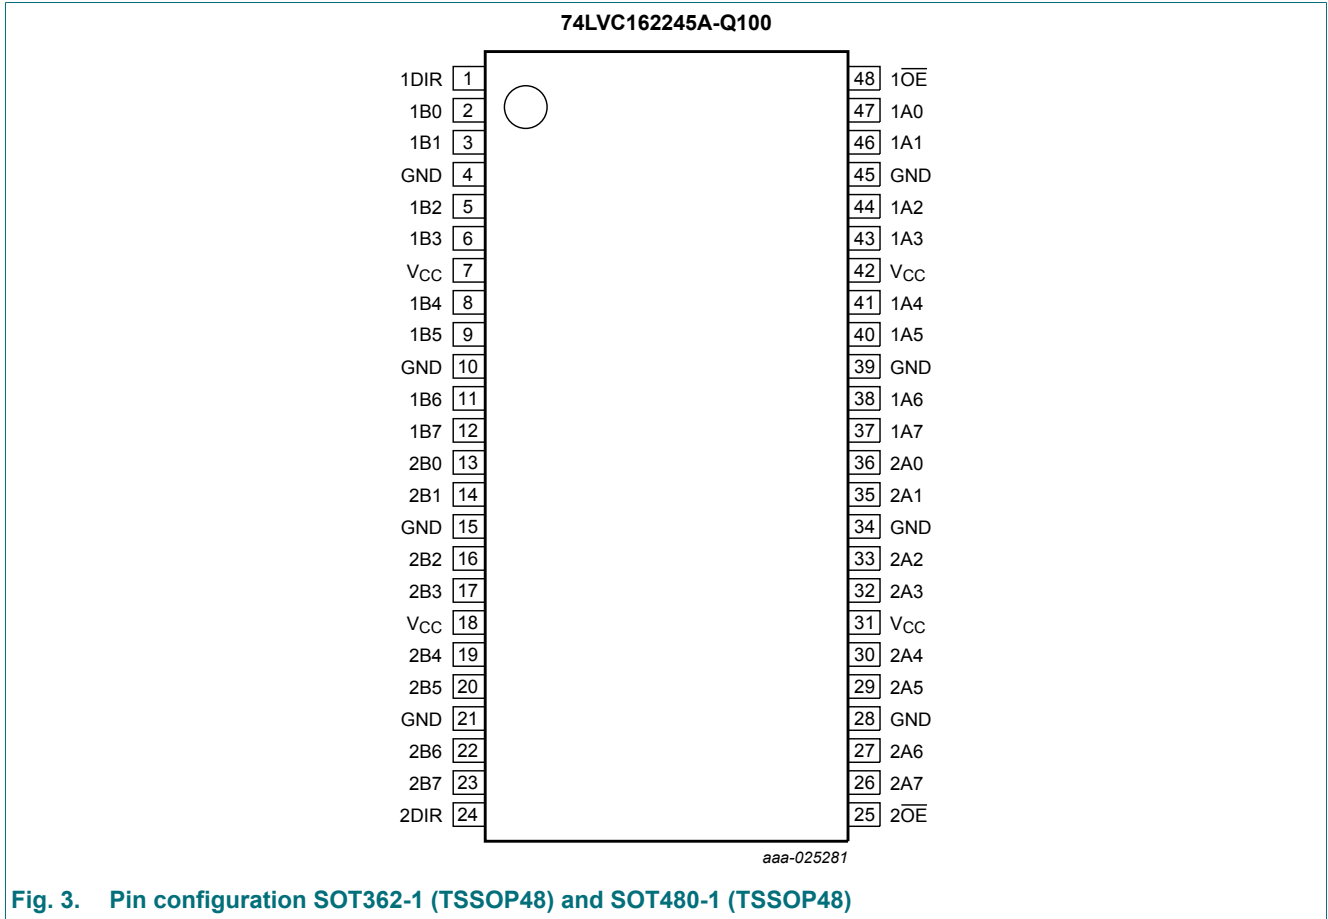 74LVC162245A-Q100
1DIR 1 48 1O̅E̅
1B0 2 47 1A0
1B1 3 46 1A1
GND 4 45 GND
1B2 5 44 1A2
1B3 6 43 1A3
VCC 7 42 VCC
1B4 8 41 1A4
1B5 9 40 1A5
GND 10 39 GND
1B6 11 38 1A6
1B7 12 37 1A7
2B0 13 36 2A0
2B1 14 35 2A1
GND 15 34 GND
2B2 16 33 2A2
2B3 17 32 2A3
VCC 18 31 VCC
2B4 19 30 2A4
2B5 20 29 2A5
GND 21 28 GND
2B6 22 27 2A6
2B7 23 26 2A7
2DIR 24 25 2O̅E̅
aaa-025281
Fig. 3. Pin configuration SOT362-1 (TSSOP48) and SOT480-1 (TSSOP48)